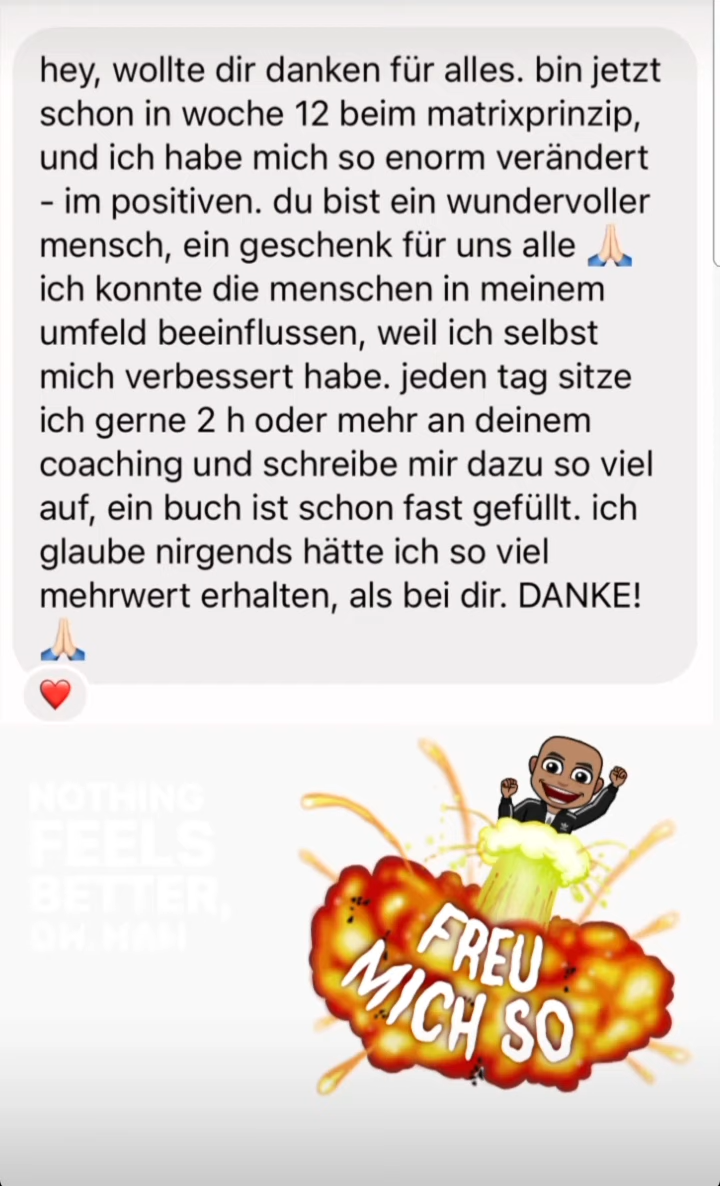 hey, wollte dir danken für alles. bin jetzt
schon in woche 12 beim matrixprinzip,
und ich habe mich so enorm verändert
- im positiven. du bist ein wundervoller
mensch, ein geschenk für uns alle 🙏🏻
ich konnte die menschen in meinem
umfeld beeinflussen, weil ich selbst
mich verbessert habe. jeden tag sitze
ich gerne 2 h oder mehr an deinem
coaching und schreibe mir dazu so viel
auf, ein buch ist schon fast gefüllt. ich
glaube nirgends hätte ich so viel
mehrwert erhalten, als bei dir. DANKE!
🙏🏻
❤️
NOTHING
FEELS
BETTER,
OH, MAN
FREU
MICH SO